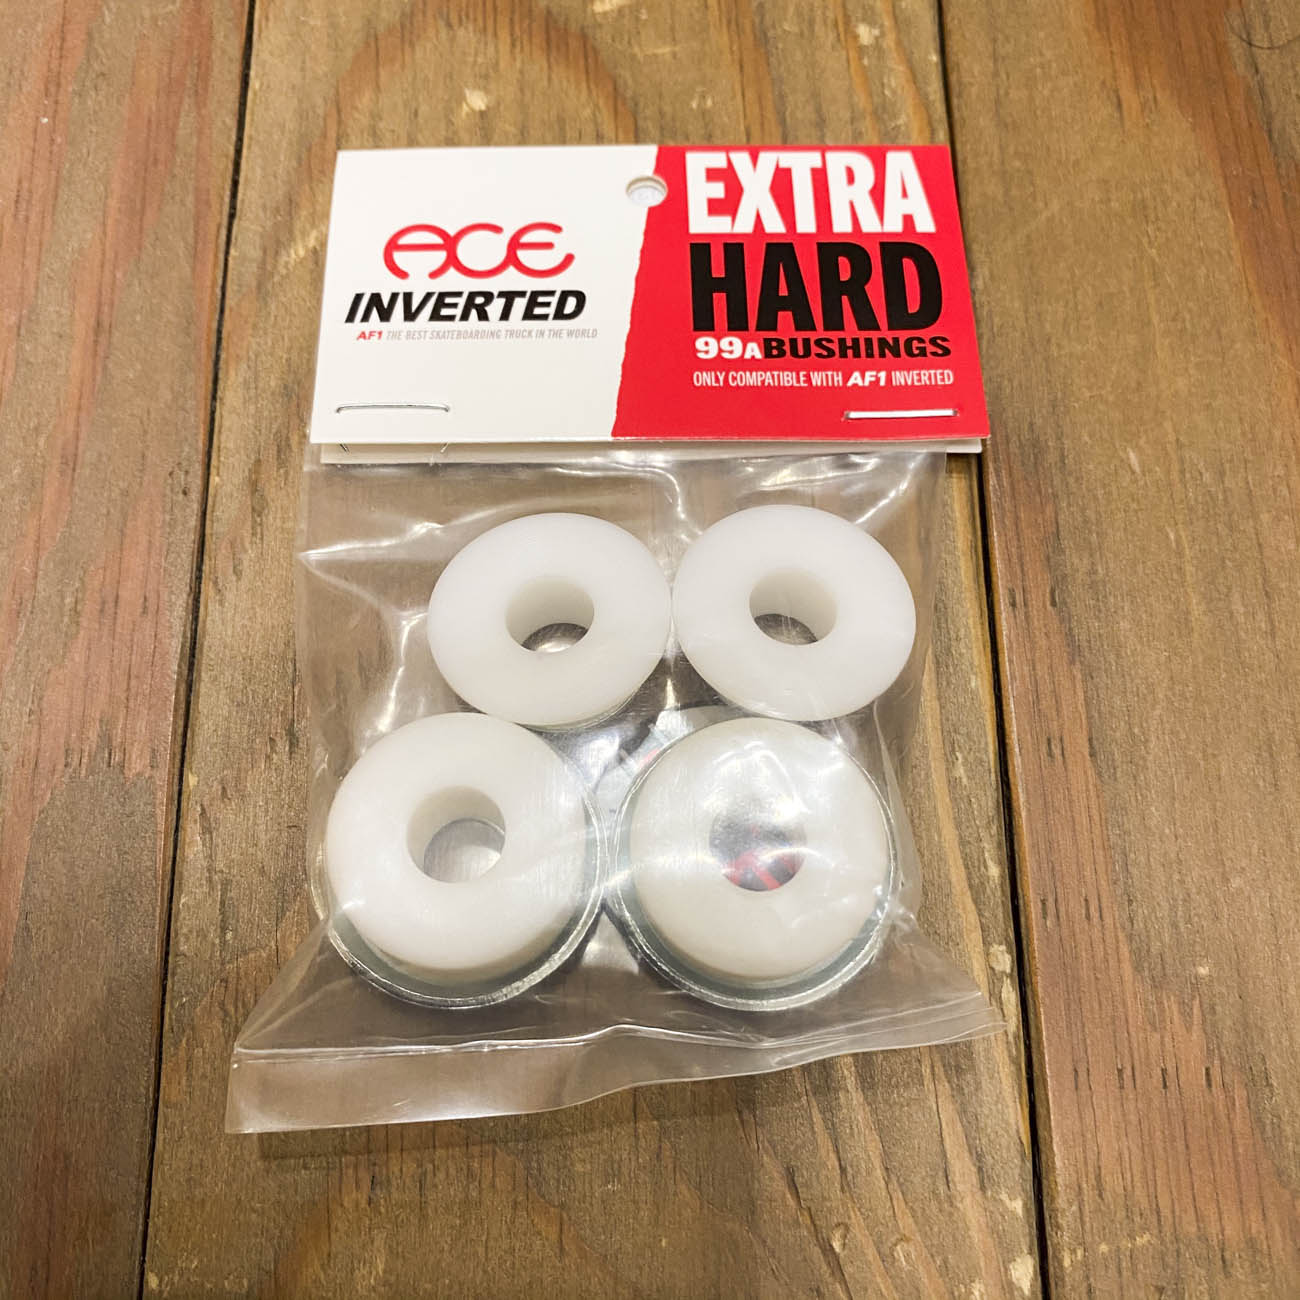 ACE
INVERTED
AF1 THE BEST SKATEBOARDING TRUCK IN THE WORLD
EXTRA
HARD
99A BUSHINGS
ONLY COMPATIBLE WITH AF1 INVERTED